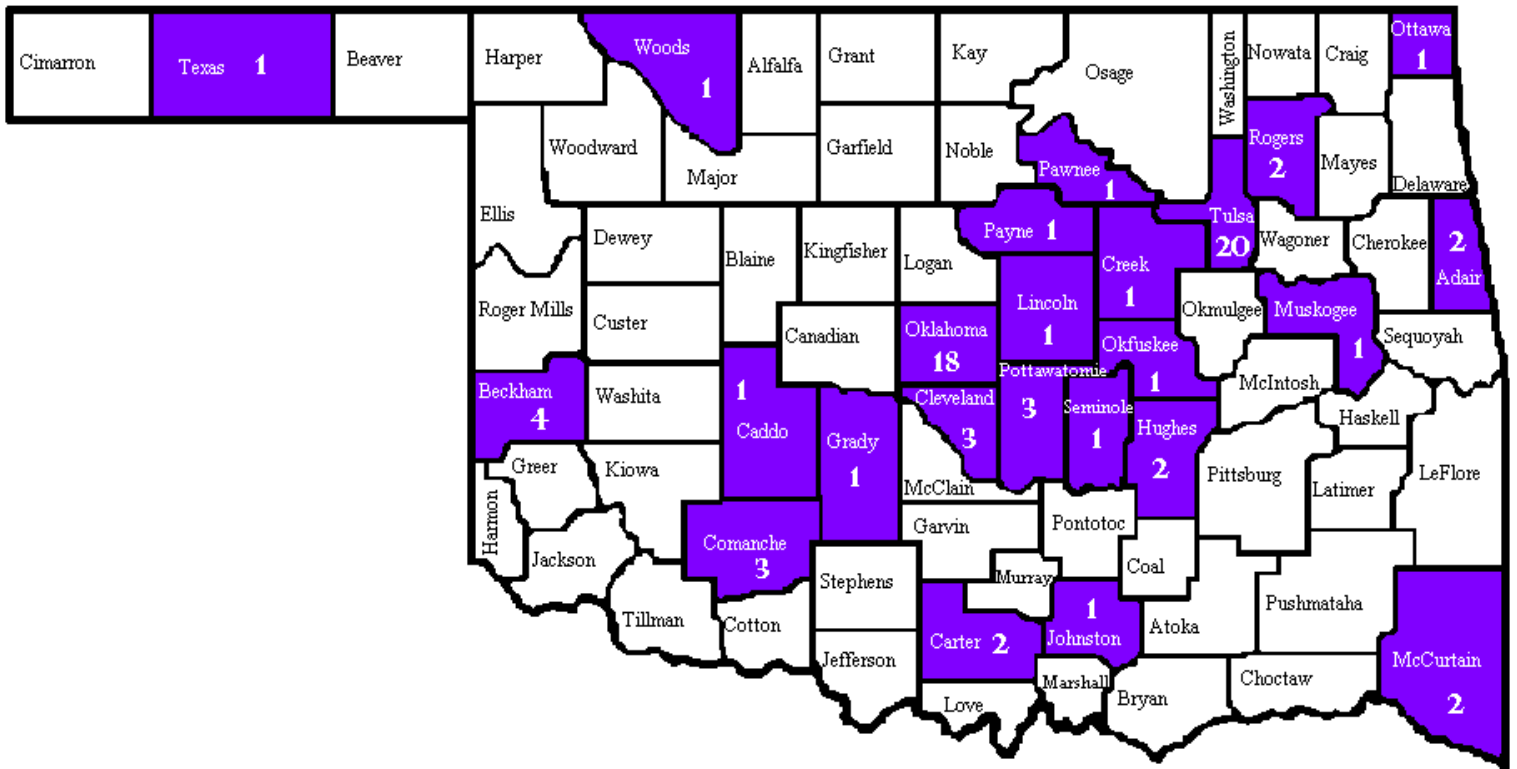 Cimarron
Texas 1
Beaver
Harper
Woods
1
Alfalfa
Grant
Kay
Osage
Washington
Nowata
Craig
Ottawa
1
Woodward
Major
Garfield
Noble
Pawnee
1
Rogers
2
Mayes
Delaware
Ellis
Dewey
Blaine
Kingfisher
Logan
Payne 1
Creek
1
Tulsa
20
Wagoner
Cherokee
2
Adair
Roger Mills
Custer
Canadian
Oklahoma
18
Lincoln
1
Okfuskee
1
Okmulgee
Muskogee
1
Sequoyah
Beckham
4
Washita
1
Caddo
Grady
1
Cleveland
3
Pottawatomie
3
Seminole
1
Hughes
2
McIntosh
Haskell
Greer
Kiowa
McClain
Pittsburg
Latimer
LeFlore
Harmon
Jackson
Comanche
3
Garvin
Pontotoc
Coal
Stephens
Murray
Tillman
Cotton
Carter 2
1
Johnston
Atoka
Pushmataha
Jefferson
Love
Marshall
Bryan
Choctaw
McCurtain
2